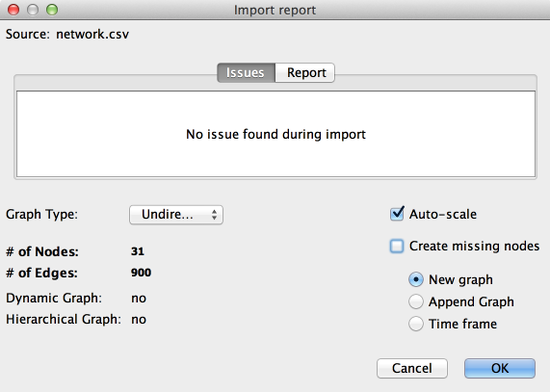 Import report
Source: network.csv
Issues Report
No issue found during import
Graph Type: Undire...
Auto-scale
# of Nodes: 31
Create missing nodes
# of Edges: 900
New graph
Dynamic Graph: no
Append Graph
Hierarchical Graph: no
Time frame
Cancel OK